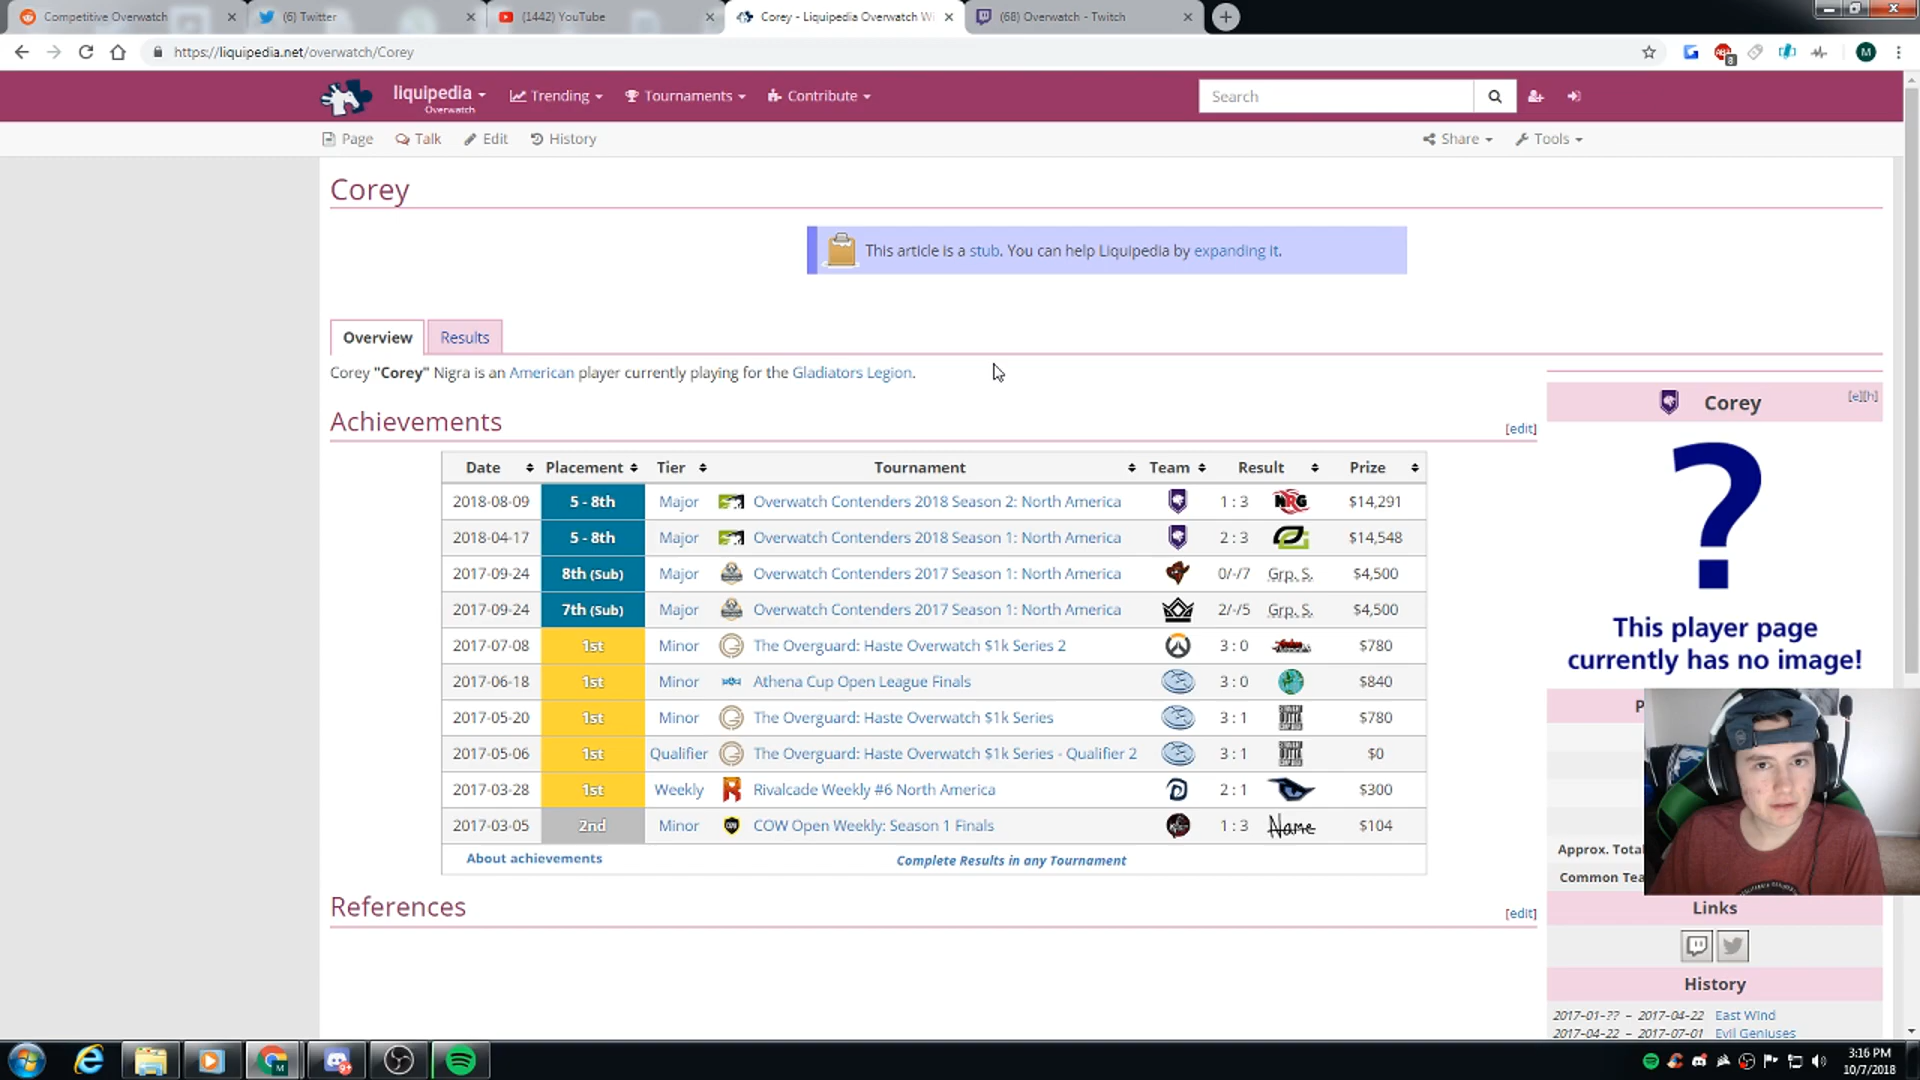 Competitive Overwatch
(6) Twitter
(1442) YouTube
Corey - Liquipedia Overwatch Wi
(68) Overwatch - Twitch
https://liquipedia.net/overwatch/Corey
8
M
liquipedia
Overwatch
Trending
Tournaments
Contribute
Search
Page
Talk
Edit
History
Share
Tools
Corey
This article is a stub. You can help Liquipedia by expanding it.
Overview
Results
Corey "Corey" Nigra is an American player currently playing for the Gladiators Legion.
Achievements
[edit]
Date Placement Tier Tournament Team Result Prize
2018-08-09 5 - 8th Major Overwatch Contenders 2018 Season 2: North America 1 : 3 NRG $14,291
2018-04-17 5 - 8th Major Overwatch Contenders 2018 Season 1: North America 2 : 3 $14,548
2017-09-24 8th (Sub) Major Overwatch Contenders 2017 Season 1: North America 0/-/7 Grp. S. $4,500
2017-09-24 7th (Sub) Major Overwatch Contenders 2017 Season 1: North America 2/-/5 Grp. S. $4,500
2017-07-08 1st Minor The Overguard: Haste Overwatch $1k Series 2 3 : 0 $780
2017-06-18 1st Minor Athena Cup Open League Finals 3 : 0 $840
2017-05-20 1st Minor The Overguard: Haste Overwatch $1k Series 3 : 1 $780
2017-05-06 1st Qualifier The Overguard: Haste Overwatch $1k Series - Qualifier 2 3 : 1 $0
2017-03-28 1st Weekly Rivalcade Weekly #6 North America 2 : 1 $300
2017-03-05 2nd Minor COW Open Weekly: Season 1 Finals 1 : 3 Name $104
About achievements
Complete Results in any Tournament
References
[edit]
Corey
[e][h]
?
This player page
currently has no image!
P
Approx. Total
Common Tea
Links
History
2017-01-?? – 2017-04-22 East Wind
2017-04-22 – 2017-07-01 Evil Geniuses
3:16 PM
10/7/2018